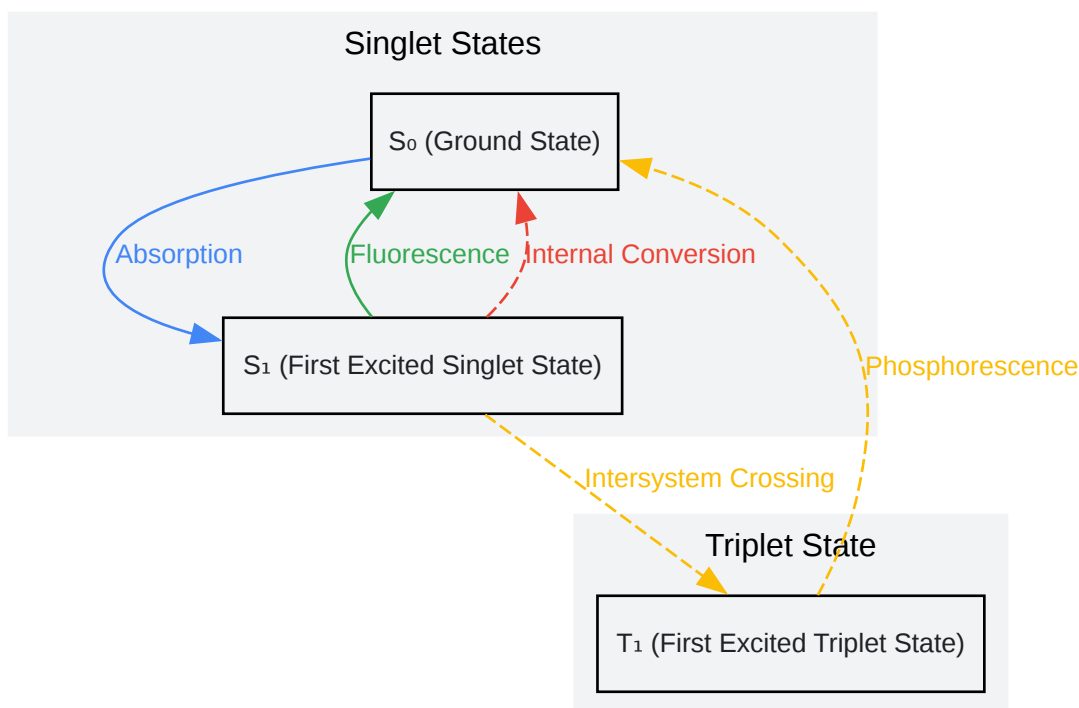 Singlet States
S₀ (Ground State)
Absorption
Fluorescence
Internal Conversion
S₁ (First Excited Singlet State)
Phosphorescence
Intersystem Crossing
Triplet State
T₁ (First Excited Triplet State)